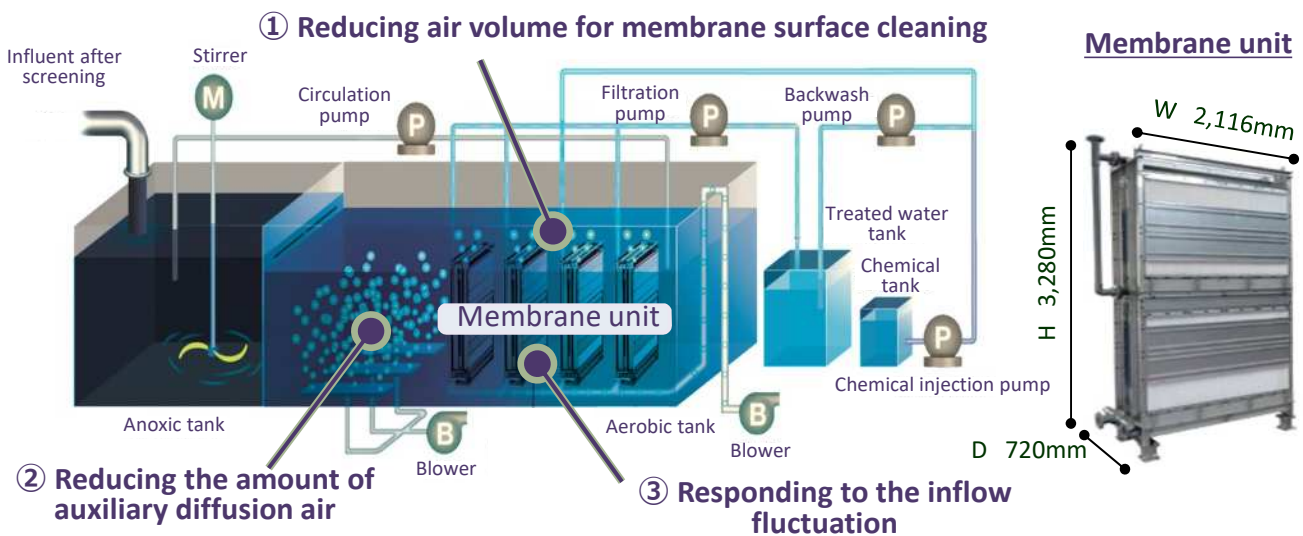 ① Reducing air volume for membrane surface cleaning
Membrane unit
Influent after
screening
Stirrer
M
Circulation
pump
P
Filtration
pump
P
Backwash
pump
P
W 2,116mm
H 3,280mm
D 720mm
Treated water
tank
Chemical
tank
P
Chemical injection pump
Membrane unit
Anoxic tank
B
Blower
Aerobic tank
B
Blower
② Reducing the amount of
auxiliary diffusion air
③ Responding to the inflow
fluctuation